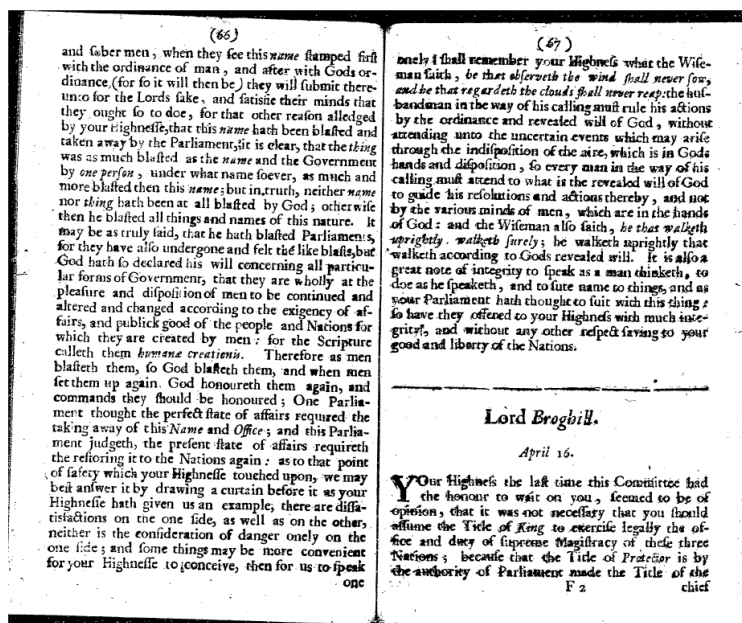 (66)
and ſober men, when they ſee this name ſtamped firſt
with the ordinance of man, and after with Gods or-
dinance, (for ſo it will then be) they will ſubmit there-
unto for the Lords ſake, and ſatisfie their minds that
they ought ſo to doe, for that other reaſon alledged
by your Highneſſe, that this name hath been blaſted and
taken away by the Parliament, it is clear, that the thing
was as much blaſted as the name and the Government
by one perſon, under what name ſoever, as much and
more blaſted then this name; but in truth, neither name
nor thing hath been at all blaſted by God; otherwiſe
then he blaſted all things and names of this nature. It
may be as truly ſaid, that he hath blaſted Parliaments,
for they have alſo undergone and felt the like blaſts, but
God hath ſo declared his will concerning all particu-
lar forms of Government, that they are wholly at the
pleaſure and diſpoſition of men to be continued and
altered and changed according to the exigency of af-
fairs, and publick good of the people and Nations for
which they are created by men: for the Scripture
calleth them humanæ creationis. Therefore as men
blaſteth them, ſo God blaſteth them, and when men
ſet them up again. God honoureth them again, and
commands they ſhould be honoured; One Parlia-
ment thought the perfect ſtate of affairs required the
taking away of this Name and Office; and this Parlia-
ment judgeth, the preſent ſtate of affairs requireth
the reſtoring it to the Nations again: as to that point
of ſafety which your Highneſſe touched upon, we may
beſt anſwer it by drawing a curtain before it as your
Highneſſe hath given us an example, there are diſſa-
tisfactions on the one ſide, as well as on the other,
neither is the conſideration of danger onely on the
one ſide; and ſome things may be more convenient
for your Highneſſe to conceive, then for us to ſpeak
one
(67)
onely I ſhall remember your Highneſs what the Wiſe-
man ſaith, he that obſerveth the wind ſhall never ſow,
and he that regardeth the clouds ſhall never reap: the huſ-
bandman in the way of his calling muſt rule his actions
by the ordinance and revealed will of God, without
attending unto the uncertain events which may ariſe
through the indiſpoſition of the aire, which is in Gods
hands and diſpoſition, ſo every man in the way of his
calling muſt attend to what is the revealed will of God
to guide his reſolutions and actions thereby, and not
by the various minds of men, which are in the hands
of God: and the Wiſeman alſo ſaith, he that walketh
uprightly, walketh ſurely; he walketh uprightly that
walketh according to Gods revealed will. It is alſo a
great note of integrity to ſpeak as a man thinketh, to
doe as he ſpeaketh, and to ſute name to things, and as
your Parliament hath thought to ſuit with this thing:
ſo have they offered to your Highneſs with much inte-
grity, and without any other reſpect ſaving to your
good and liberty of the Nations.
Lord Broghill.
April 16.
YOur Highneſs the laſt time this Committee had
the honour to wait on you, ſeemed to be of
opinion, that it was not neceſſary that you ſhould
aſſume the Title of King to exerciſe legally the of-
fice and duty of ſupreme Magiſtracy of theſe three
Nations; becauſe that the Title of Protector is by
the authority of Parliament made the Title of the
F 2 chief